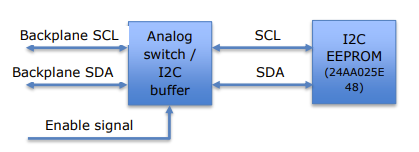 Backplane SCL
Backplane SDA
Enable signal
Analog
switch /
I2C
buffer
SCL
SDA
I2C
EEPROM
(24AA025E
48)